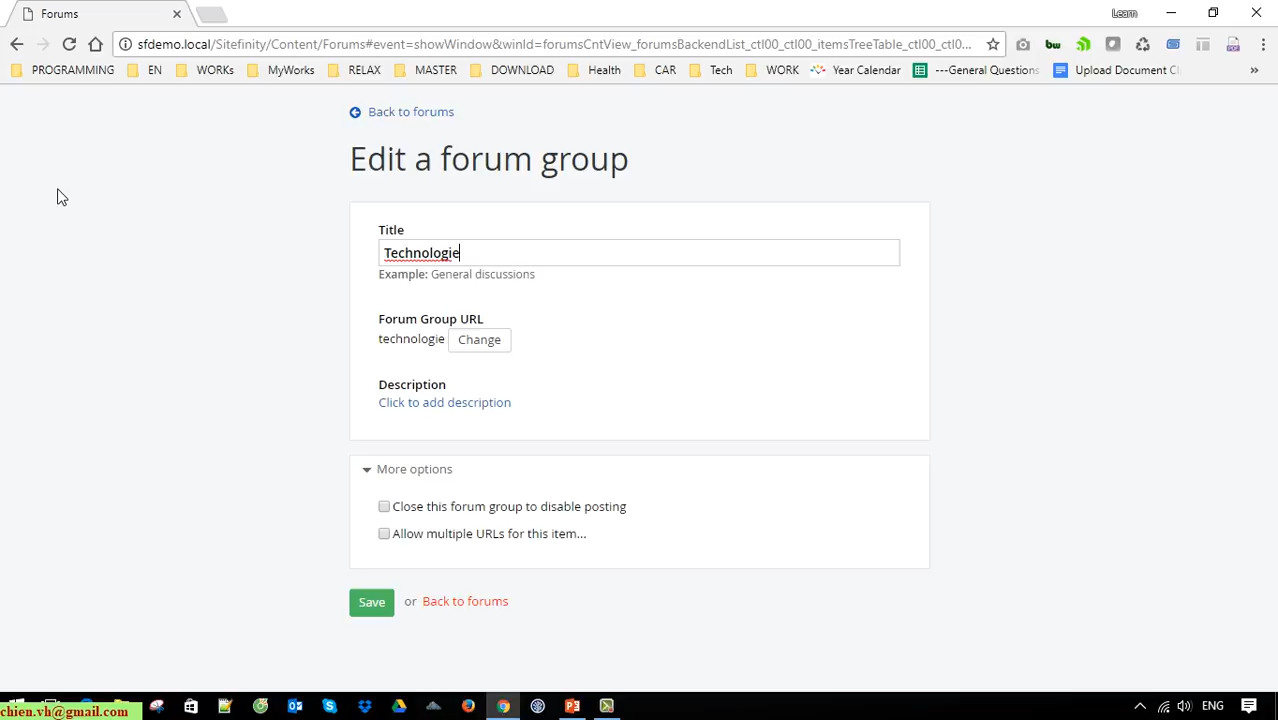 Forums
Learn
sfdemo.local/Sitefinity/Content/Forums#event=showWindow&winId=forumsCntView_forumsBackendList_ctl00_ctl00_itemsTreeTable_ctl00_ctl0...
PROGRAMMING EN WORKs MyWorks RELAX MASTER DOWNLOAD Health CAR Tech WORK Year Calendar ---General Questions Upload Document Cl »
Back to forums
Edit a forum group
Title
Technologie
Example: General discussions
Forum Group URL
technologie Change
Description
Click to add description
More options
Close this forum group to disable posting
Allow multiple URLs for this item...
Save or Back to forums
chien.vh@gmail.com
ENG